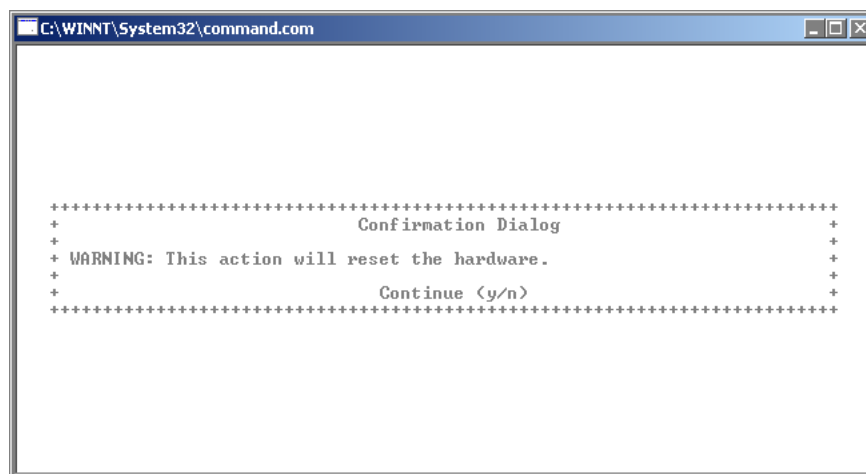 C:\WINNT\System32\command.com
++++++++++++++++++++++++++++++++++++++++++++++++++++++++++++++++++++++++++
+ Confirmation Dialog +
+ +
+ WARNING: This action will reset the hardware. +
+ +
+ Continue (y/n) +
++++++++++++++++++++++++++++++++++++++++++++++++++++++++++++++++++++++++++